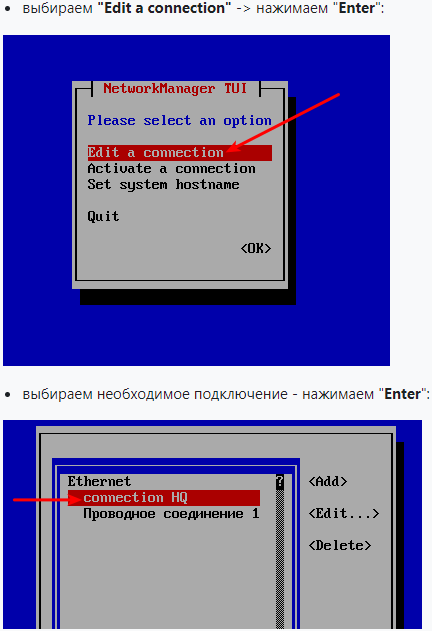 выбираем "Edit a connection" -> нажимаем "Enter":
NetworkManager TUI
Please select an option
Edit a connection
Activate a connection
Set system hostname
Quit
<OK>
выбираем необходимое подключение - нажимаем "Enter":
Ethernet ? <Add>
connection HQ
Проводное соединение 1 <Edit...>
<Delete>